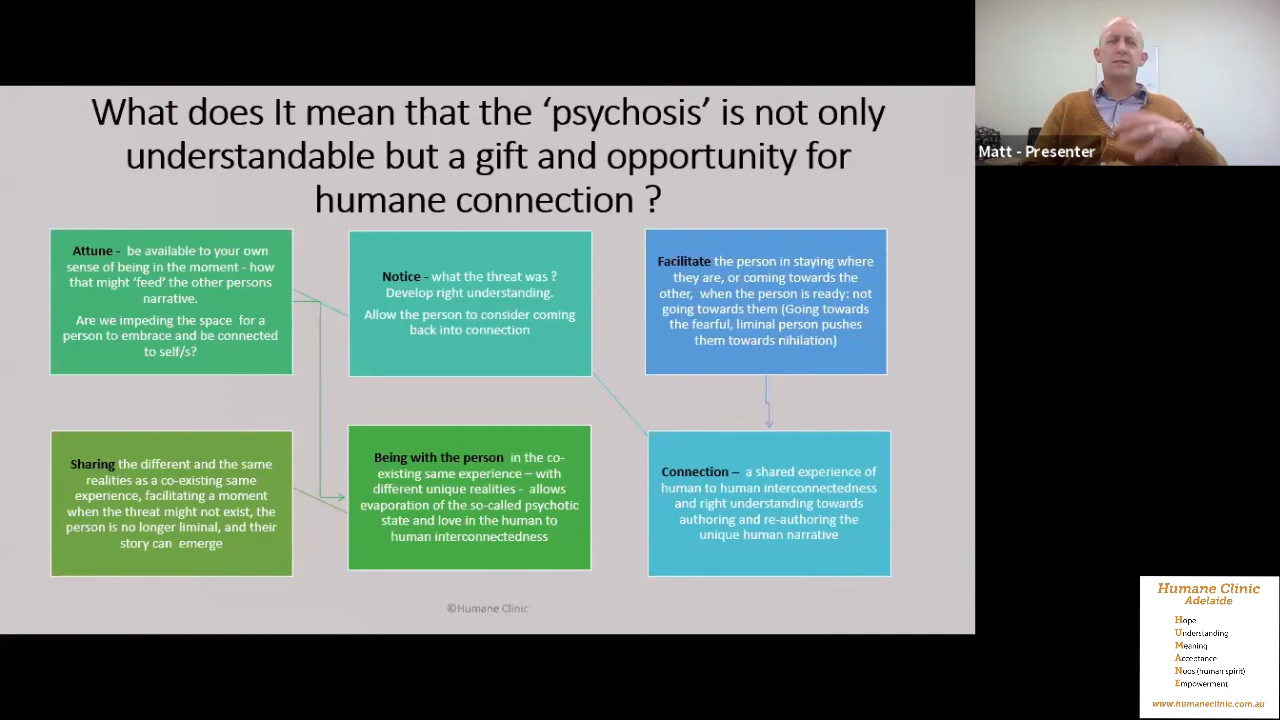 What does It mean that the ‘psychosis’ is not only
understandable but a gift and opportunity for
humane connection ?
Attune - be available to your own
sense of being in the moment - how
that might ‘feed’ the other persons
narrative.
Are we impeding the space for a
person to embrace and be connected
to self/s?
Notice - what the threat was ?
Develop right understanding.
Allow the person to consider coming
back into connection
Facilitate the person in staying where
they are, or coming towards the
other, when the person is ready: not
going towards them (Going towards
the fearful, liminal person pushes
them towards nihilation)
Sharing the different and the same
realities as a co-existing same
experience, facilitating a moment
when the threat might not exist, the
person is no longer liminal, and their
story can emerge
Being with the person in the co-
existing same experience – with
different unique realities - allows
evaporation of the so-called psychotic
state and love in the human to
human interconnectedness
Connection – a shared experience of
human to human interconnectedness
and right understanding towards
authoring and re-authoring the
unique human narrative
©Humane Clinic
Matt - Presenter
Humane Clinic
Adelaide
Hope
Understanding
Meaning
Acceptance
Noos (human spirit)
Empowerment
www.humaneclinic.com.au